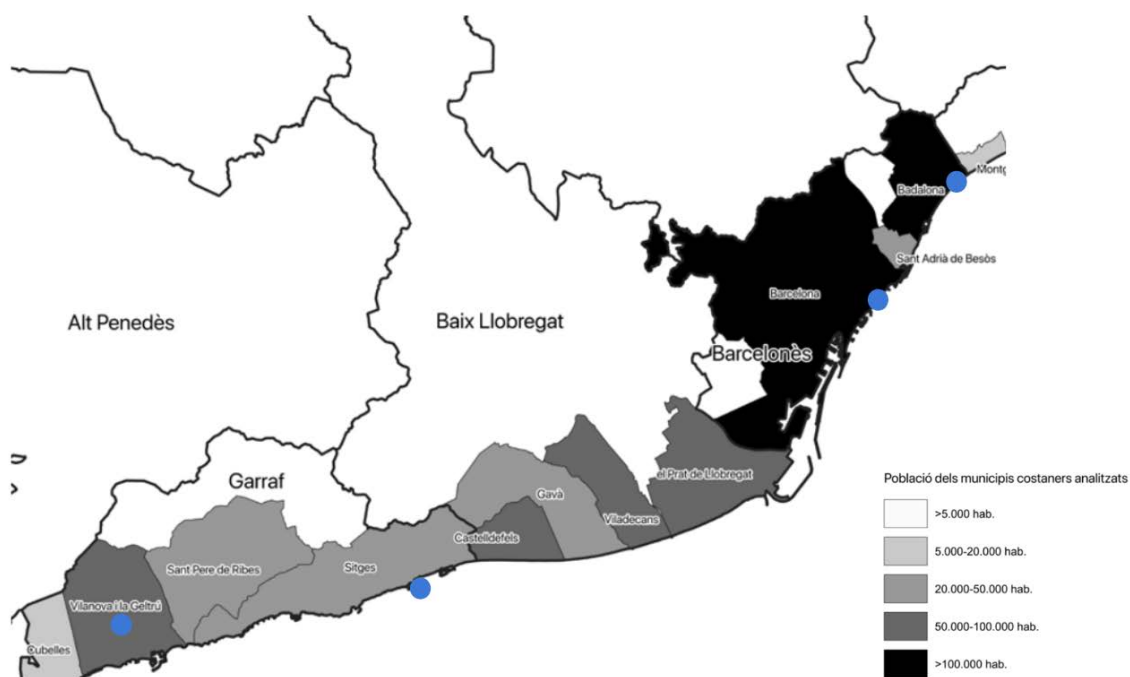 Montg
Badalona
Sant Adrià de Besòs
Barcelona
Alt Penedès
Baix Llobregat
Barcelonès
el Prat de Llobregat
Garraf
Gavà
Viladecans
Castelldefels
Sant Pere de Ribes
Sitges
Vilanova i la Geltrú
Cubelles
Població dels municipis costaners analitzats
>5.000 hab.
5.000-20.000 hab.
20.000-50.000 hab.
50.000-100.000 hab.
>100.000 hab.